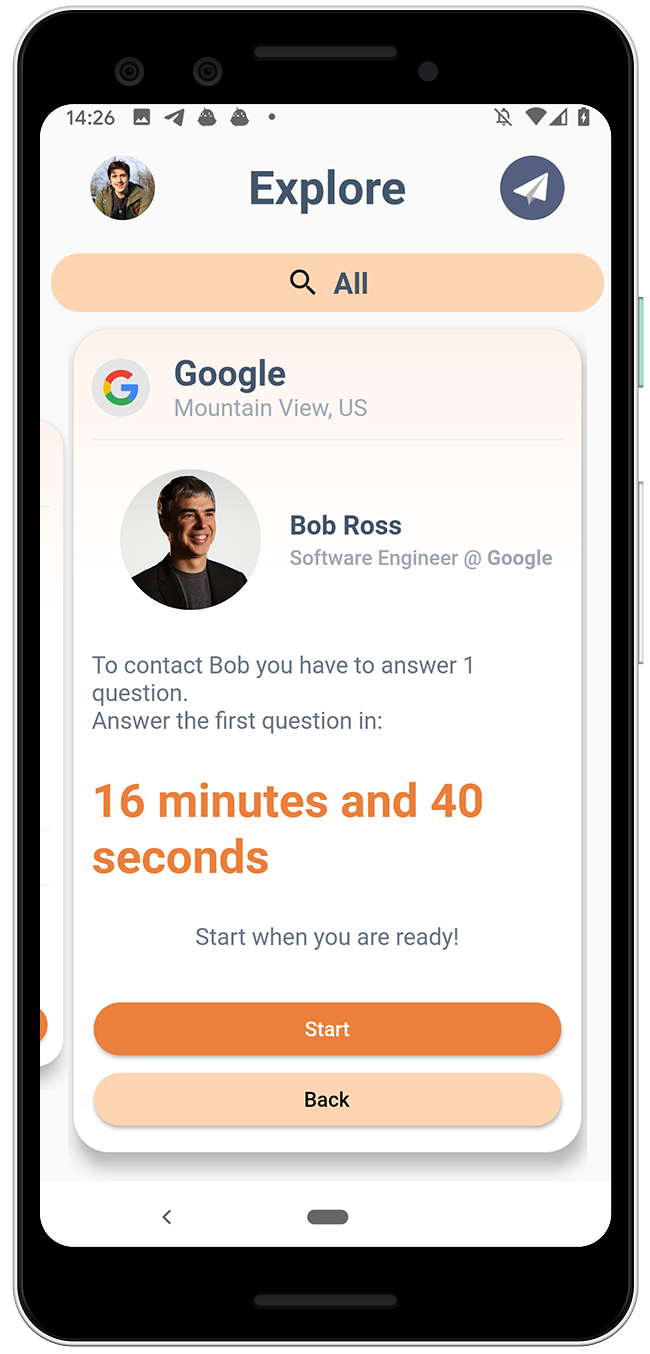 14:26
Explore
All
Google
Mountain View, US
Bob Ross
Software Engineer @ Google
To contact Bob you have to answer 1
question.
Answer the first question in:
16 minutes and 40
seconds
Start when you are ready!
Start
Back